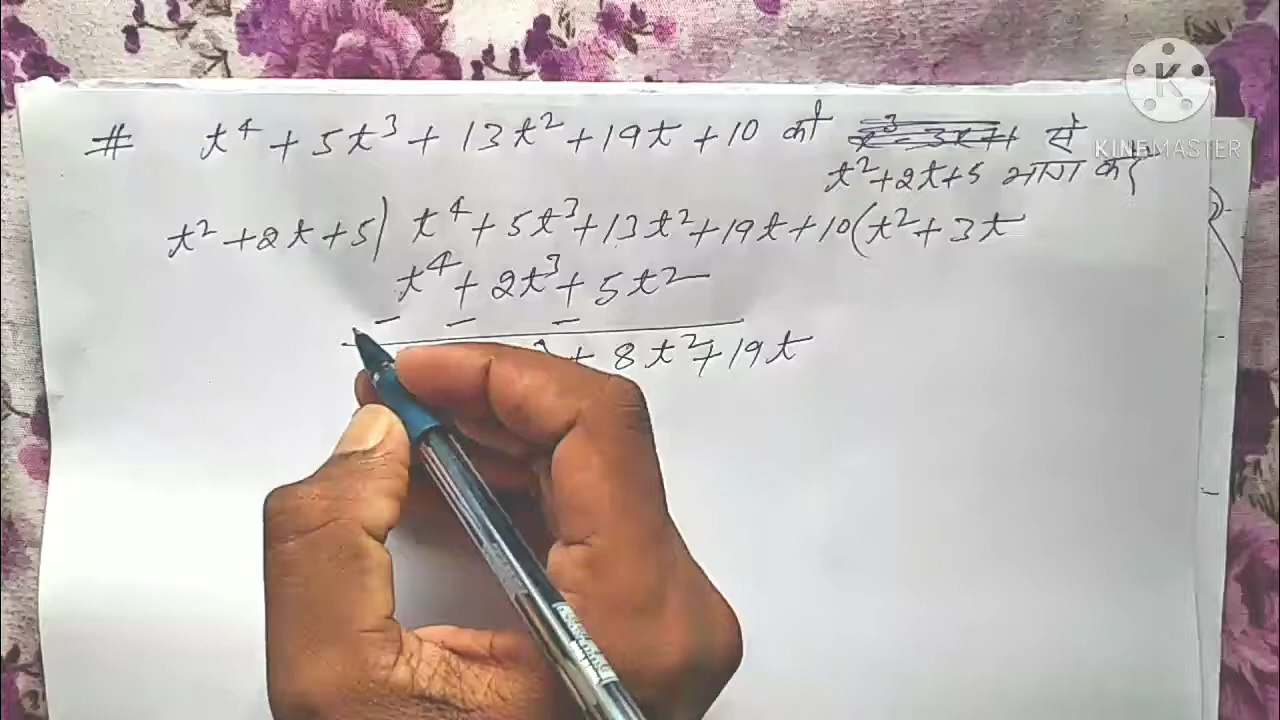 # t⁴ + 5t³ + 13t² + 19t + 10 को से
t² + 2t + 5 भाग दें
t² + 2t + 5) t⁴ + 5t³ + 13t² + 19t + 10 (t² + 3t
t⁴ + 2t³ + 5t²
− − −
+ 8t² + 19t
K
KINEMASTER